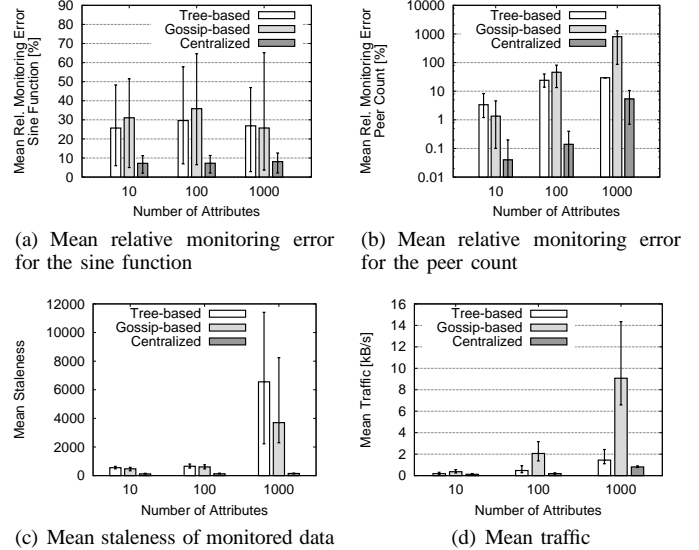 Mean Rel. Monitoring Error
Sine Function [%]
90
80
70
60
50
40
30
20
10
0
Tree-based
Gossip-based
Centralized
10 100 1000
Number of Attributes
(a) Mean relative monitoring error
for the sine function
Mean Rel. Monitoring Error
Peer Count [%]
10000
1000
100
10
1
0.1
0.01
Tree-based
Gossip-based
Centralized
10 100 1000
Number of Attributes
(b) Mean relative monitoring error
for the peer count
Mean Staleness
12000
10000
8000
6000
4000
2000
0
Tree-based
Gossip-based
Centralized
10 100 1000
Number of Attributes
(c) Mean staleness of monitored data
Mean Traffic [kB/s]
16
14
12
10
8
6
4
2
0
Tree-based
Gossip-based
Centralized
10 100 1000
Number of Attributes
(d) Mean traffic